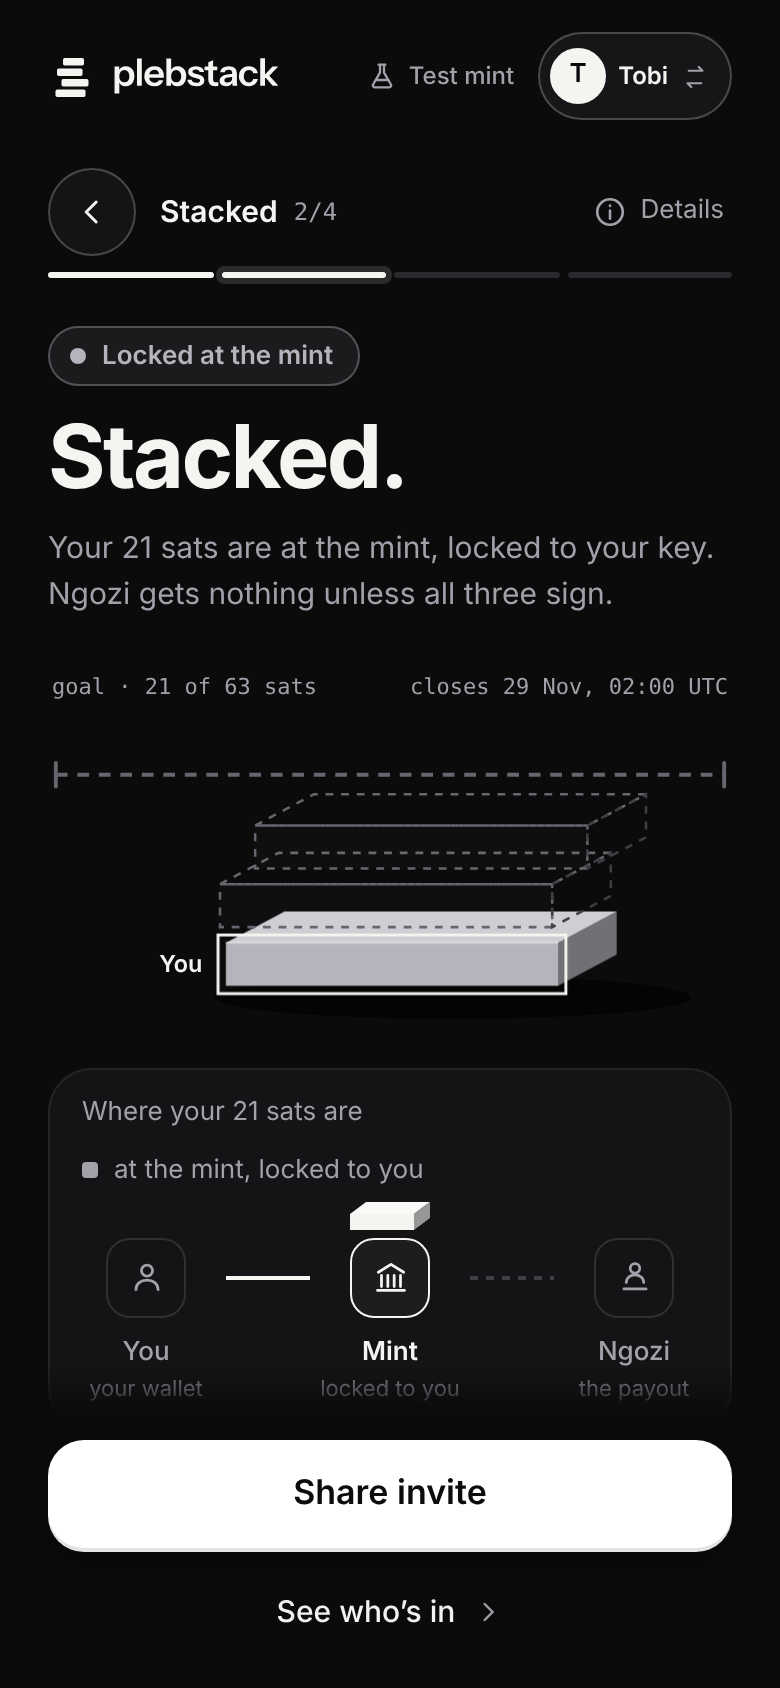 plebstack
Test mint
T
Tobi
Stacked 2/4
Details
Locked at the mint
Stacked.
Your 21 sats are at the mint, locked to your key.
Ngozi gets nothing unless all three sign.
goal · 21 of 63 sats
closes 29 Nov, 02:00 UTC
You
Where your 21 sats are
at the mint, locked to you
You
Mint
Ngozi
your wallet
locked to you
the payout
Share invite
See who’s in